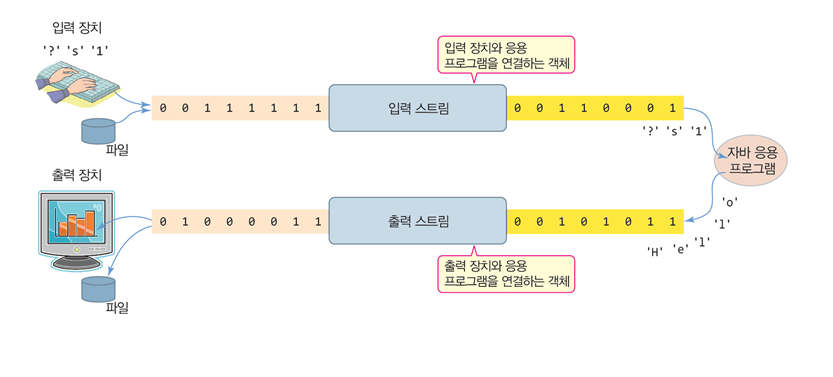 입력 장치
'?' 's' '1'
입력 장치와 응용
프로그램을 연결하는 객체
0 0 1 1 1 1 1 1
입력 스트림
0 0 1 1 0 0 0 1
파일
'?' 's' '1'
자바 응용
프로그램
출력 장치
0 1 0 0 0 0 1 1
출력 스트림
0 0 1 0 1 0 1 1
'o'
'l'
'l'
'e'
'H'
출력 장치와 응용
프로그램을 연결하는 객체
파일